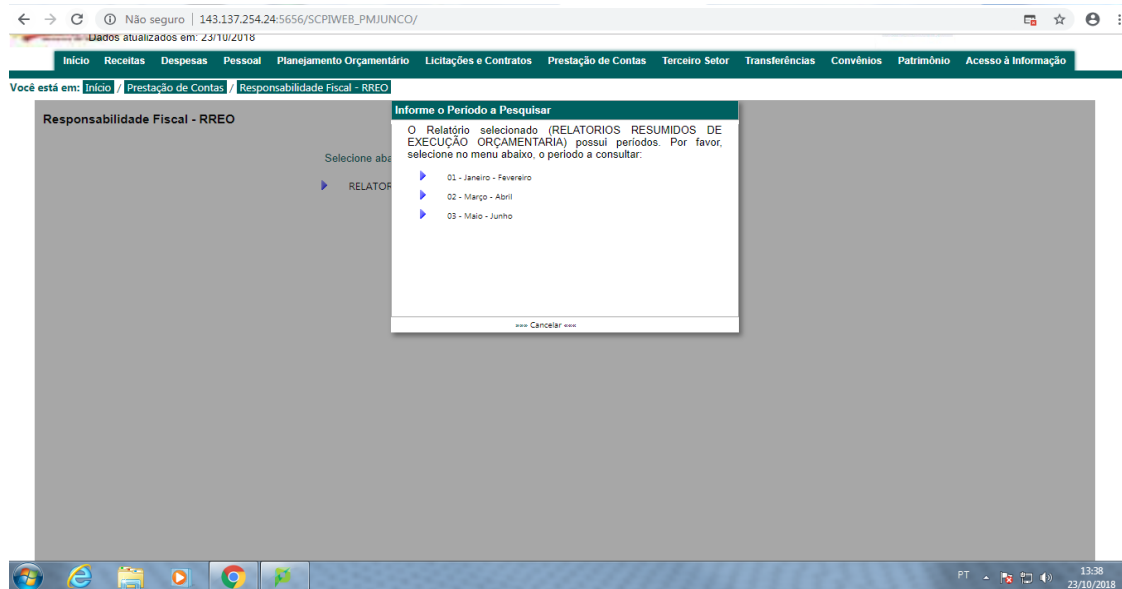 Não seguro | 143.137.254.24:5656/SCPIWEB_PMJUNCO/
Dados atualizados em: 23/10/2018
Início Receitas Despesas Pessoal Planejamento Orçamentário Licitações e Contratos Prestação de Contas Terceiro Setor Transferências Convênios Patrimônio Acesso à Informação
Você está em: Início / Prestação de Contas / Responsabilidade Fiscal - RREO
Responsabilidade Fiscal - RREO
Selecione aba
RELATOR
Informe o Período a Pesquisar
O Relatório selecionado (RELATORIOS RESUMIDOS DE
EXECUÇÃO ORÇAMENTARIA) possui períodos. Por favor,
selecione no menu abaixo, o periodo a consultar:
01 - Janeiro - Fevereiro
02 - Março - Abril
03 - Maio - Junho
»»» Cancelar «««
PT
13:38
23/10/2018